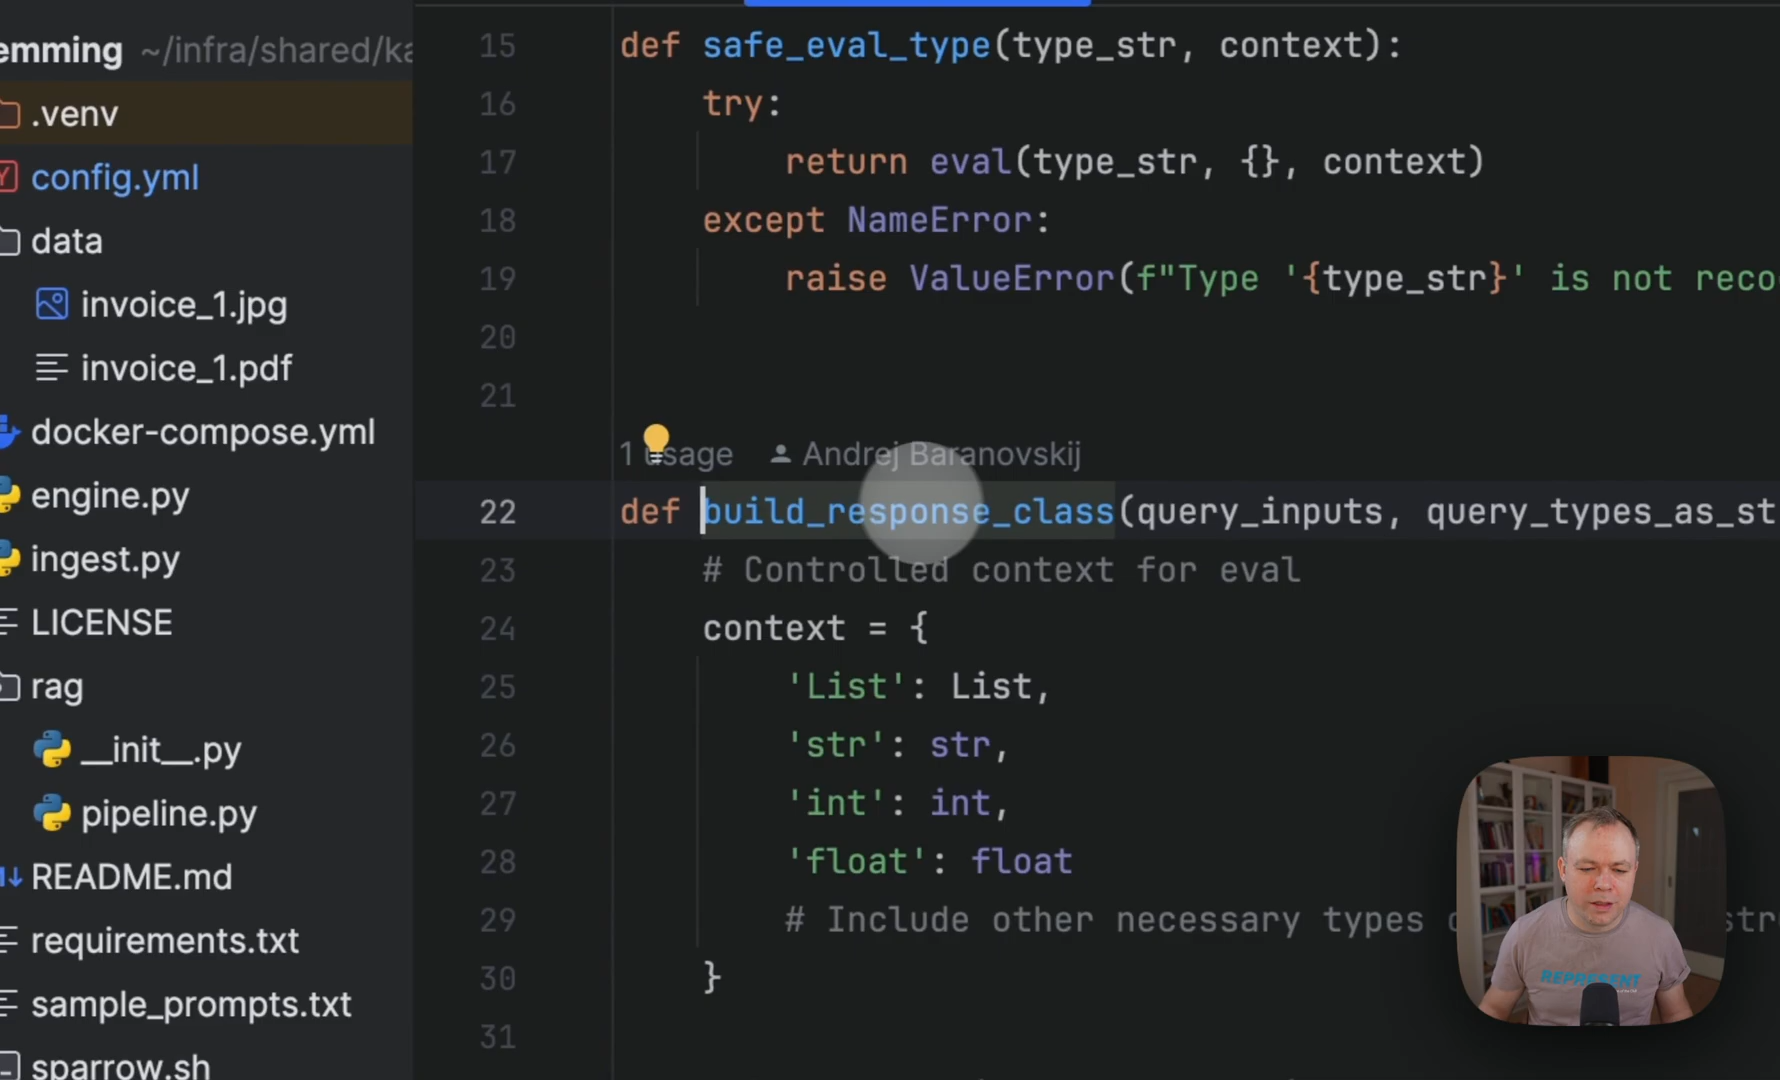 emming ~/infra/shared/ka
.venv
config.yml
data
invoice_1.jpg
invoice_1.pdf
docker-compose.yml
engine.py
ingest.py
LICENSE
rag
__init__.py
pipeline.py
README.md
requirements.txt
sample_prompts.txt
sparrow.sh
15 def safe_eval_type(type_str, context):
16 try:
17 return eval(type_str, {}, context)
18 except NameError:
19 raise ValueError(f"Type '{type_str}' is not reco
20
21
1 usage Andrej Baranovskij
22 def build_response_class(query_inputs, query_types_as_st
23 # Controlled context for eval
24 context = {
25 'List': List,
26 'str': str,
27 'int': int,
28 'float': float
29 # Include other necessary types str
30 }
31
REPRESENT